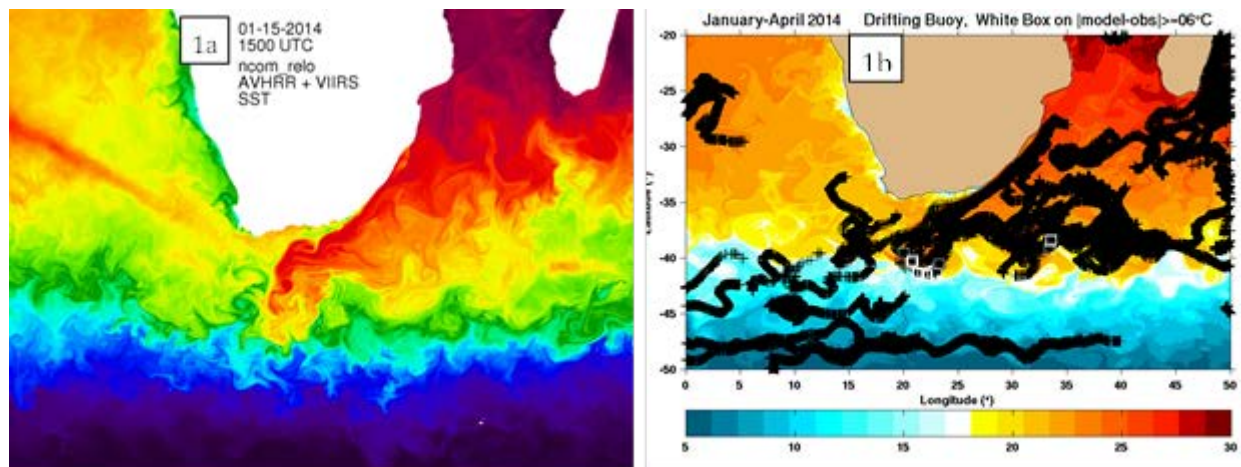 1a
01-15-2014
1500 UTC
ncom_relo
AVHRR + VIIRS
SST
January-April 2014 Drifting Buoy, White Box on |model-obs|>=06°C
1b
-20
-25
-30
-35
-40
-45
-50
0 5 10 15 20 25 30 35 40 45 50
Longitude (°)
5 10 15 20 25 30